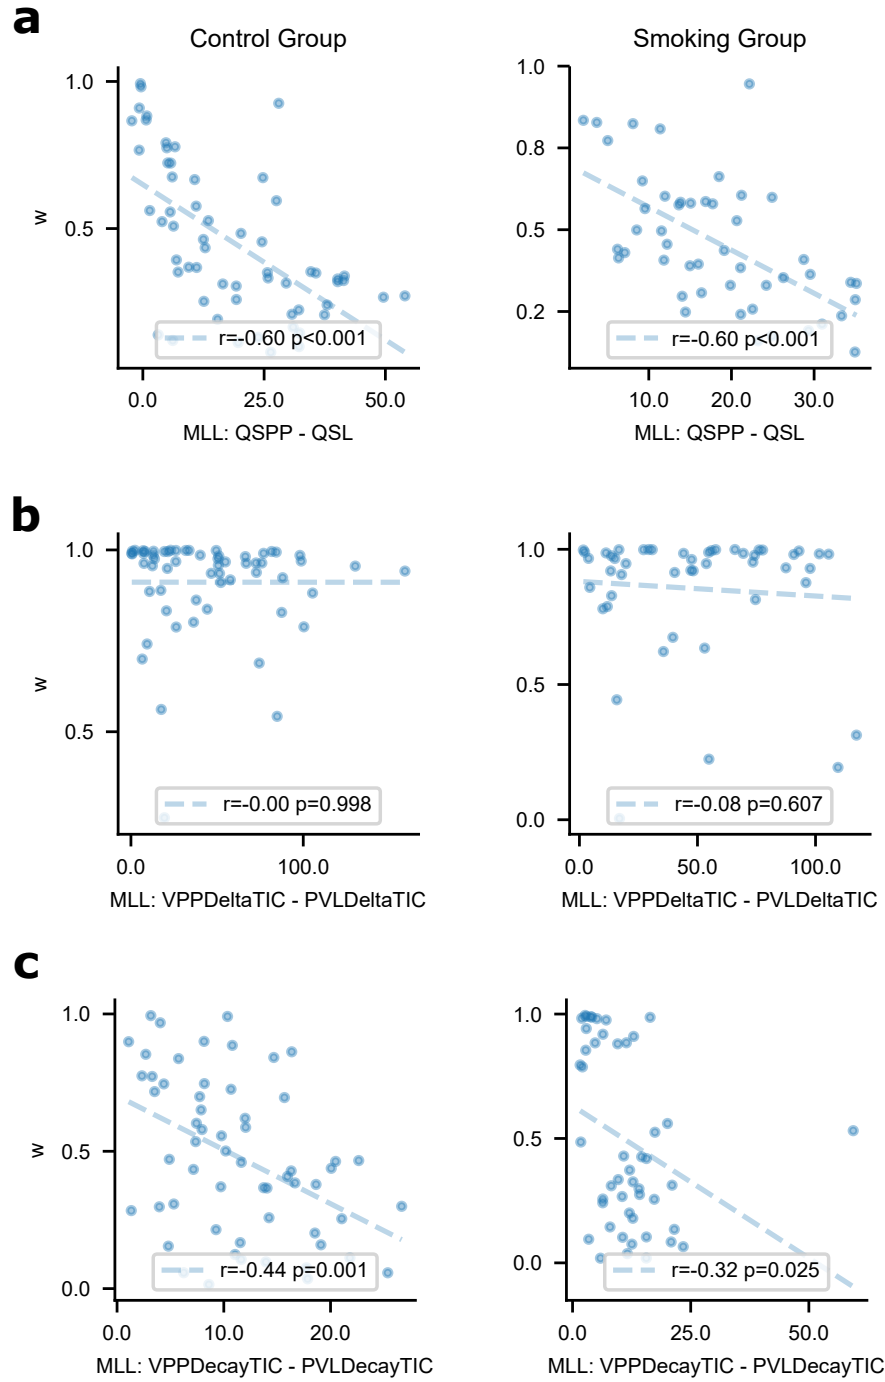 a
Control Group
Smoking Group
1.0
0.5
w
0.0
25.0
50.0
MLL: QSPP - QSL
r=-0.60 p<0.001
1.0
0.8
0.5
0.2
10.0
20.0
30.0
MLL: QSPP - QSL
r=-0.60 p<0.001
b
1.0
0.5
w
0.0
100.0
MLL: VPPDeltaTIC - PVLDeltaTIC
r=-0.00 p=0.998
1.0
0.5
0.0
0.0
50.0
100.0
MLL: VPPDeltaTIC - PVLDeltaTIC
r=-0.08 p=0.607
c
1.0
0.5
0.0
w
0.0
10.0
20.0
MLL: VPPDecayTIC - PVLDecayTIC
r=-0.44 p=0.001
1.0
0.5
0.0
0.0
25.0
50.0
MLL: VPPDecayTIC - PVLDecayTIC
r=-0.32 p=0.025